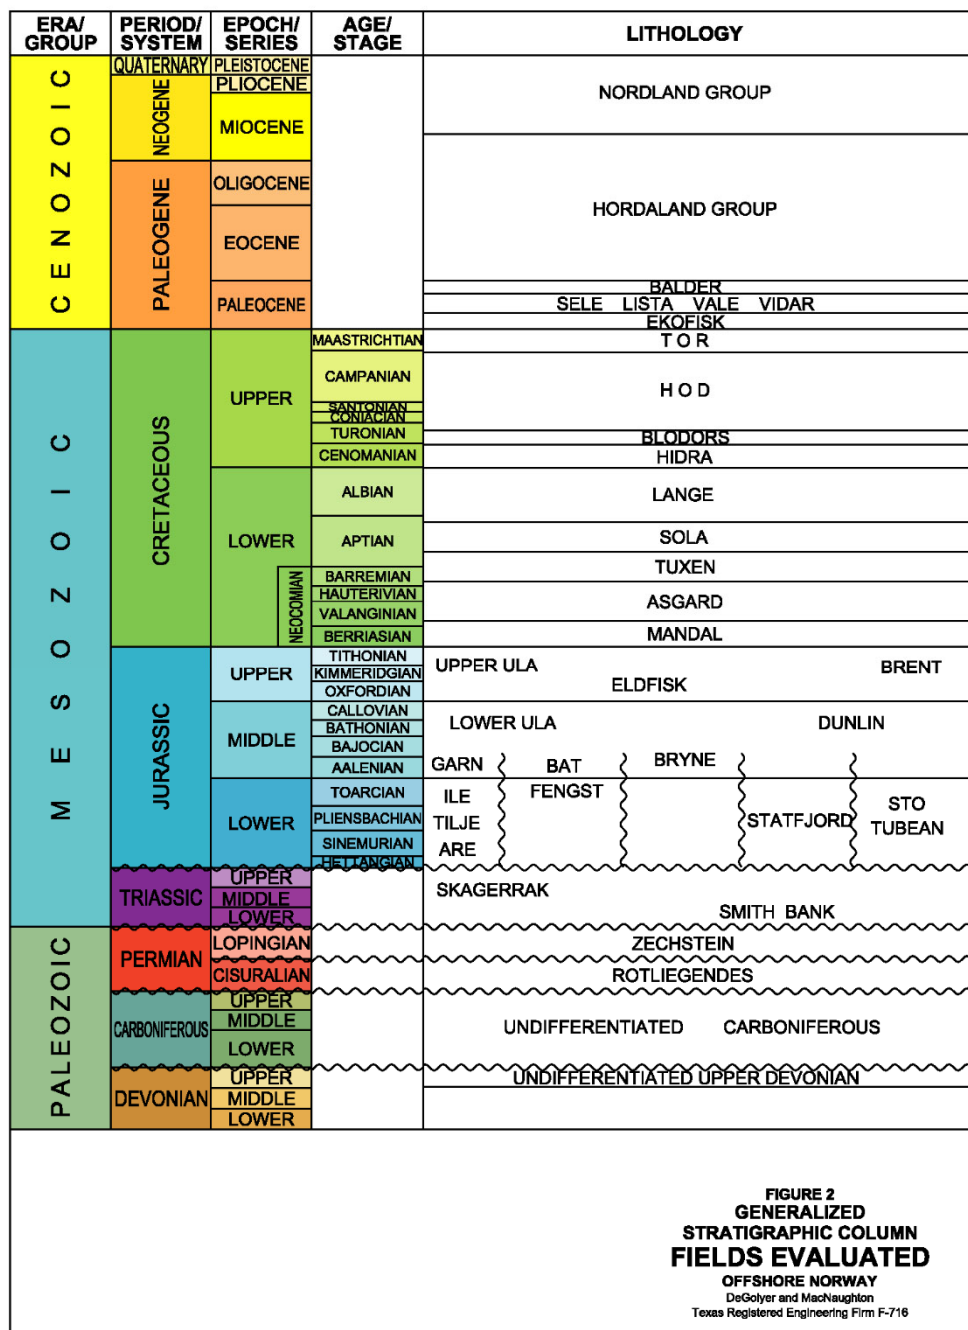 ERA/
GROUP
PERIOD/
SYSTEM
EPOCH/
SERIES
AGE/
STAGE
LITHOLOGY
CENOZOIC
QUATERNARY
PLEISTOCENE
NEOGENE
PLIOCENE
MIOCENE
NORDLAND GROUP
PALEOGENE
OLIGOCENE
EOCENE
PALEOCENE
HORDALAND GROUP
BALDER
SELE LISTA VALE VIDAR
EKOFISK
MESOZOIC
CRETACEOUS
UPPER
MAASTRICHTIAN
TOR
CAMPANIAN
HOD
SANTONIAN
CONIACIAN
TURONIAN
BLODORS
CENOMANIAN
HIDRA
LOWER
ALBIAN
LANGE
APTIAN
SOLA
TUXEN
NEOCOMIAN
BARREMIAN
HAUTERIVIAN
ASGARD
VALANGINIAN
BERRIASIAN
MANDAL
JURASSIC
UPPER
TITHONIAN
KIMMERIDGIAN
OXFORDIAN
UPPER ULA
BRENT
ELDFISK
MIDDLE
CALLOVIAN
BATHONIAN
BAJOCIAN
AALENIAN
LOWER ULA
DUNLIN
GARN
BAT
FENGST
BRYNE
LOWER
TOARCIAN
PLIENSBACHIAN
SINEMURIAN
HETTANGIAN
ILE
TILJE
ARE
STATFJORD
STO
TUBEAN
TRIASSIC
UPPER
MIDDLE
LOWER
SKAGERRAK
SMITH BANK
PALEOZOIC
PERMIAN
LOPINGIAN
ZECHSTEIN
CISURALIAN
ROTLIEGENDES
CARBONIFEROUS
UPPER
MIDDLE
LOWER
UNDIFFERENTIATED CARBONIFEROUS
DEVONIAN
UPPER
MIDDLE
LOWER
UNDIFFERENTIATED UPPER DEVONIAN
FIGURE 2
GENERALIZED
STRATIGRAPHIC COLUMN
FIELDS EVALUATED
OFFSHORE NORWAY
DeGolyer and MacNaughton
Texas Registered Engineering Firm F-716